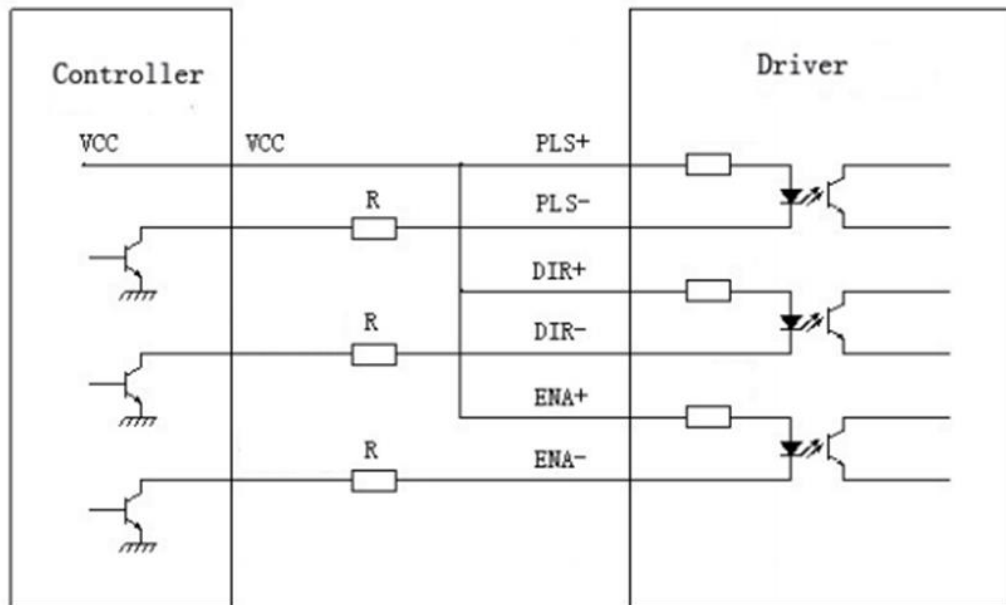 Controller
Driver
VCC
VCC
PLS+
R
PLS-
DIR+
R
DIR-
ENA+
R
ENA-